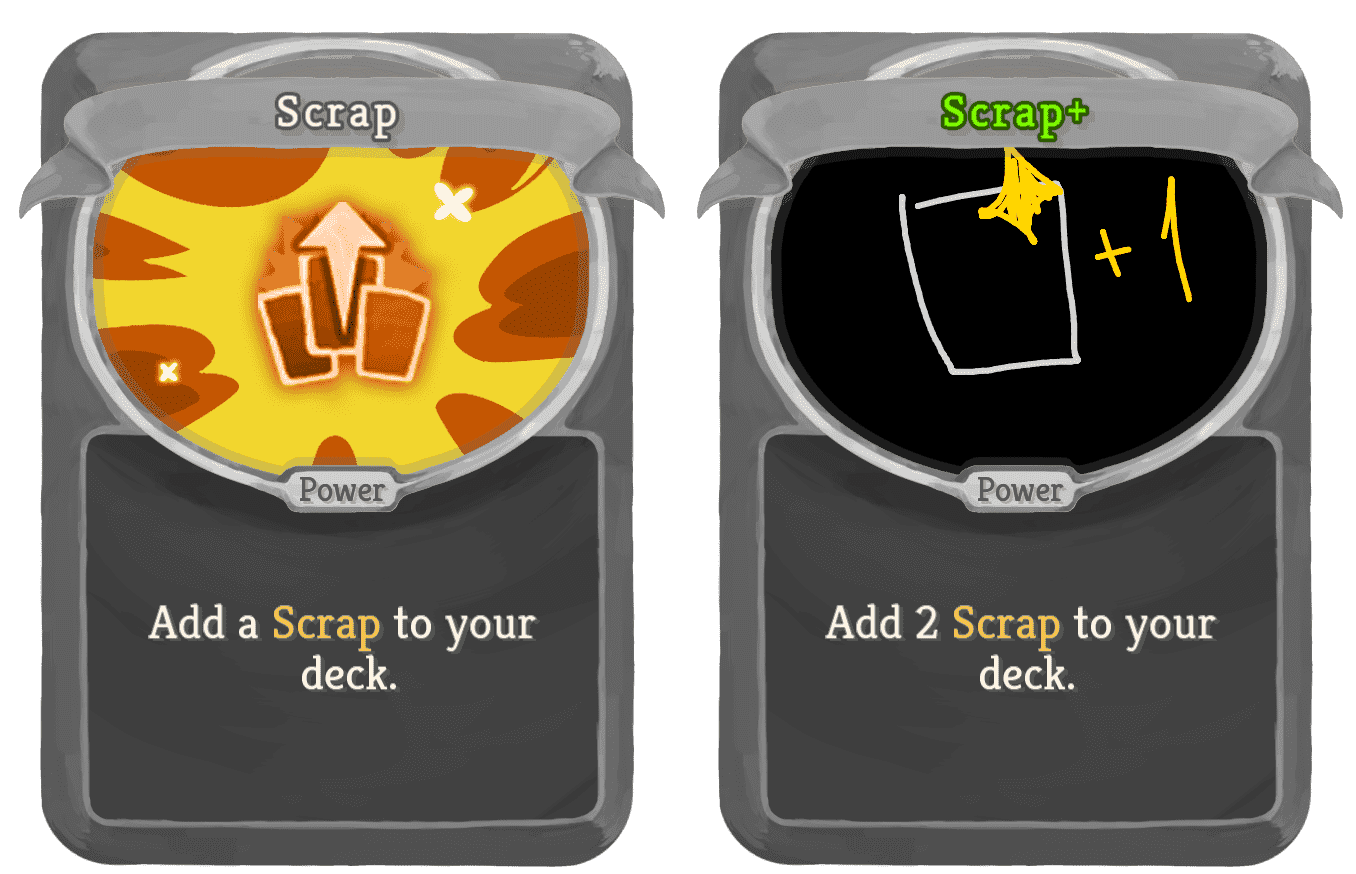 Scrap
Power
Add a Scrap to your
deck.
Scrap+
+ 1
Power
Add 2 Scrap to your
deck.